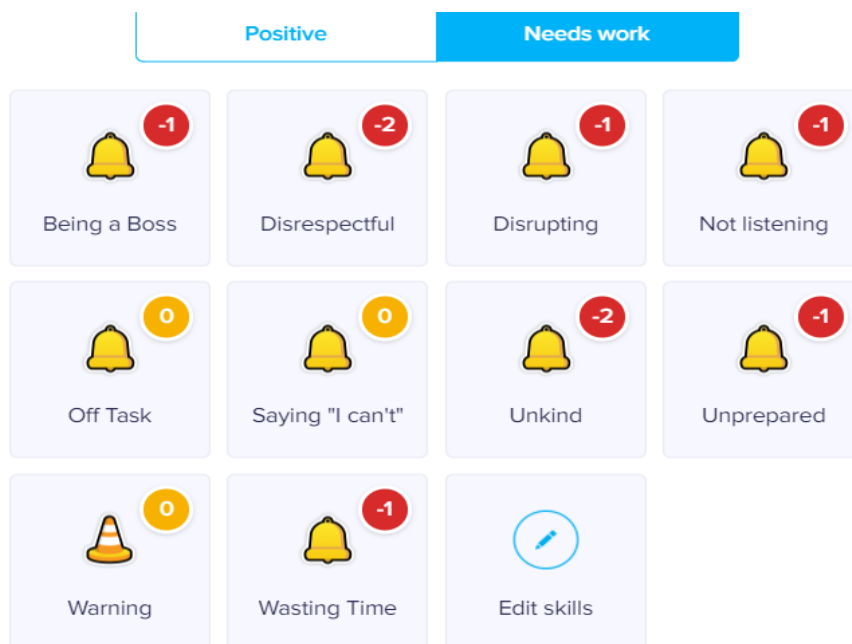 Positive Needs work
-1 -2 -1 -1
Being a Boss Disrespectful Disrupting Not listening
0 0 -2 -1
Off Task Saying "I can't" Unkind Unprepared
0 -1
Warning Wasting Time Edit skills